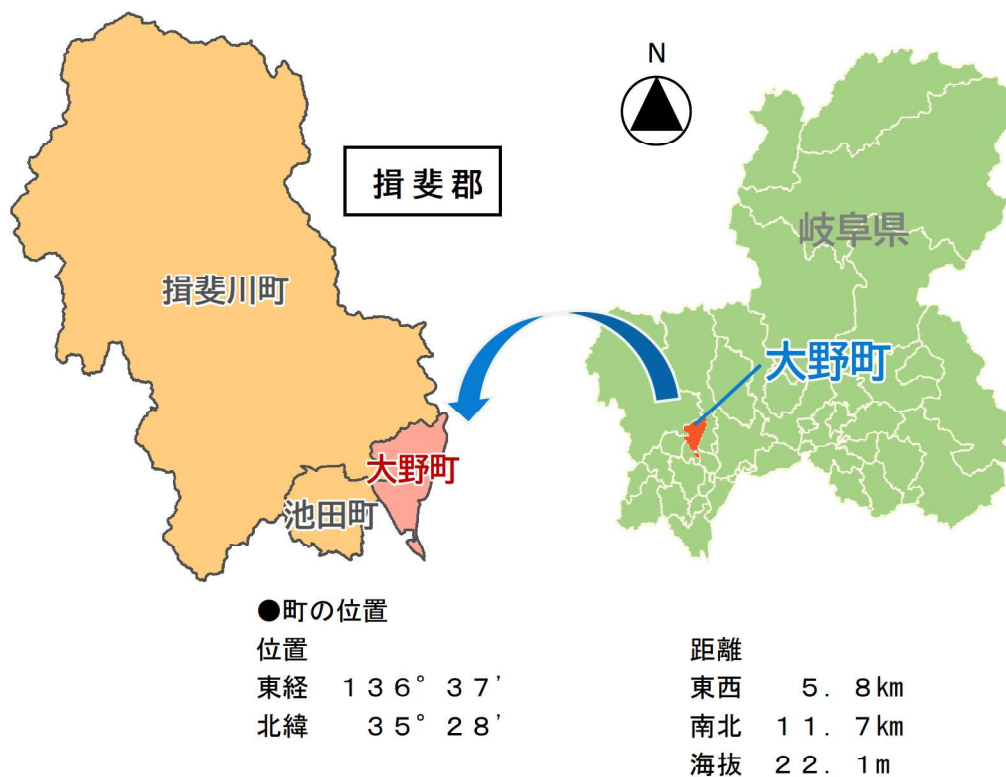 N
揖斐郡
岐阜県
揖斐川町
大野町
大野町
池田町
●町の位置
位置
東経　１３６°３７′
北緯　　３５°２８′
距離
東西　　５．８㎞
南北　１１．７㎞
海抜　２２．１ｍ